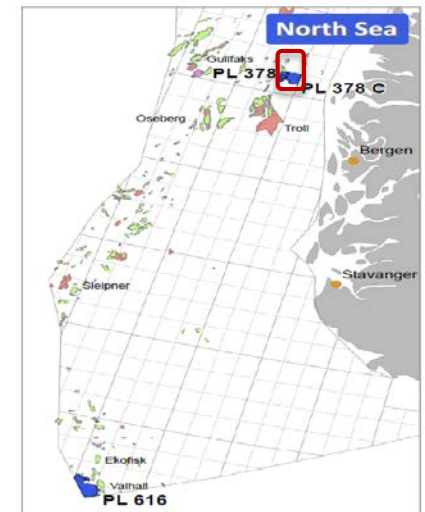 North Sea
Gullfaks
PL 378
PL 378 C
Oseberg
Troll
Bergen
Stavanger
Sleipner
Ekofisk
Valhall
PL 616